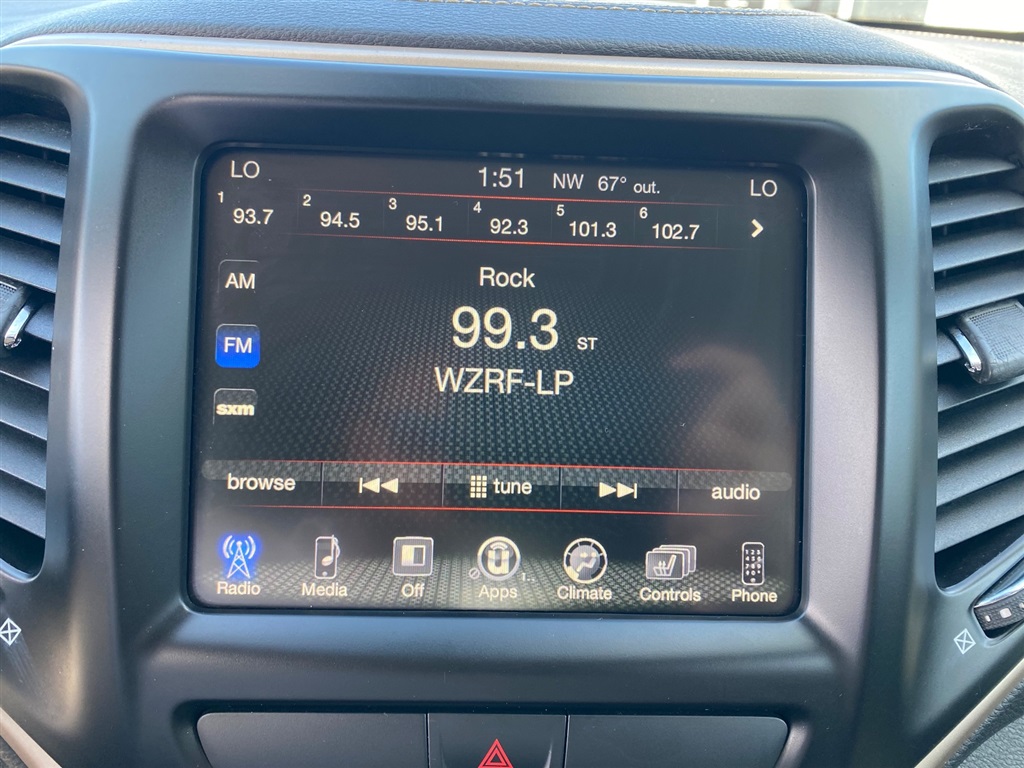 LO 1:51 NW 67° out. LO
1 93.7 2 94.5 3 95.1 4 92.3 5 101.3 6 102.7
AM
Rock
99.3 ST
FM
WZRF-LP
sxm
browse tune audio
Radio Media Off Apps Climate Controls Phone